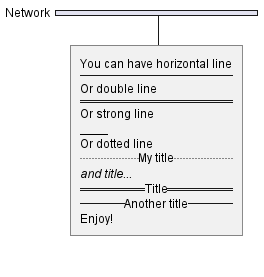 Network
You can have horizontal line
Or double line
Or strong line
____
Or dotted line
My title
and title...
Title
Another title
Enjoy!